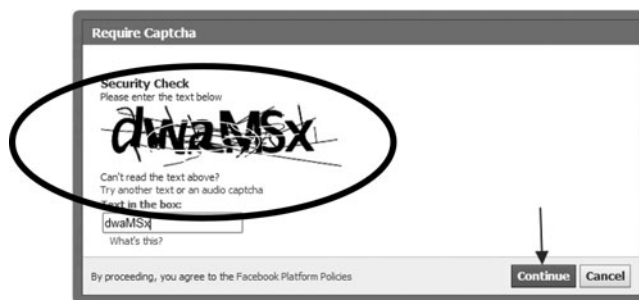 Require Captcha
Security Check
Please enter the text below
dwaMSx
Can't read the text above?
Try another text or an audio captcha
Text in the box:
dwaMSx
What's this?
By proceeding, you agree to the Facebook Platform Policies
Continue Cancel